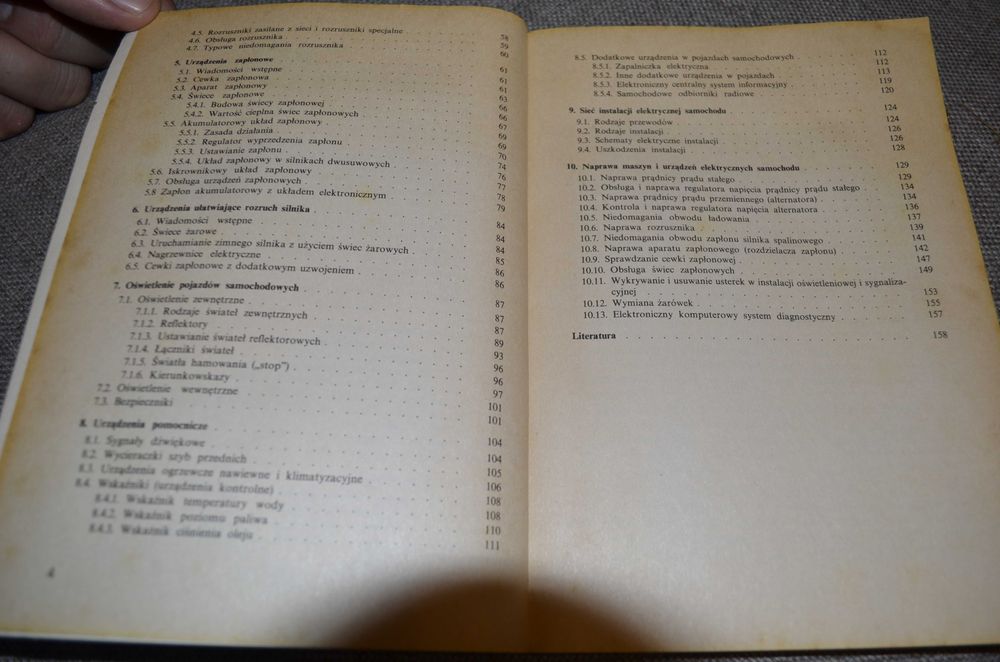 4.5. Rozruszniki zasilane z sieci i rozruszniki specjalne 58
4.6. Obsługa rozrusznika 59
4.7. Typowe niedomagania rozrusznika 60
5. Urządzenia zapłonowe 61
5.1. Wiadomości wstępne 61
5.2. Cewka zapłonowa 61
5.3. Aparat zapłonowy 63
5.4. Świece zapłonowe 66
5.4.1. Budowa świecy zapłonowej 66
5.4.2. Wartość cieplna świec zapłonowych 67
5.5. Akumulatorowy układ zapłonowy 69
5.5.1. Zasada działania 69
5.5.2. Regulator wyprzedzenia zapłonu 70
5.5.3. Ustawianie zapłonu 74
5.5.4. Układ zapłonowy w silnikach dwusuwowych 76
5.6. Iskrownikowy układ zapłonowy 77
5.7. Obsługa urządzeń zapłonowych 78
5.8 Zapłon akumulatorowy z układem elektronicznym 79
6. Urządzenia ułatwiające rozruch silnika 84
6.1. Wiadomości wstępne 84
6.2. Świece żarowe 84
6.3. Uruchamianie zimnego silnika z użyciem świec żarowych 85
6.4. Nagrzewnice elektryczne 86
6.5. Cewki zapłonowe z dodatkowym uzwojeniem 86
7. Oświetlenie pojazdów samochodowych 87
7.1. Oświetlenie zewnętrzne 87
7.1.1. Rodzaje świateł zewnętrznych 87
7.1.2. Reflektory 89
7.1.3. Ustawianie świateł reflektorowych 93
7.1.4. Łączniki świateł 96
7.1.5. Światła hamowania („stop") 96
7.1.6. Kierunkowskazy 97
7.2. Oświetlenie wewnętrzne 101
7.3. Bezpieczniki 101
8. Urządzenia pomocnicze 104
8.1. Sygnały dźwiękowe 104
8.2. Wycieraczki szyb przednich 105
8.3. Urządzenia ogrzewcze nawiewne i klimatyzacyjne 106
8.4. Wskaźniki (urządzenia kontrolne) 108
8.4.1. Wskaźnik temperatury wody 108
8.4.2. Wskaźnik poziomu paliwa 110
8.4.3. Wskaźnik ciśnienia oleju 111
4
8.5. Dodatkowe urządzenia w pojazdach samochodowych 112
8.5.1. Zapalniczka elektryczna 112
8.5.2. Inne dodatkowe urządzenia w pojazdach 113
8.5.3. Elektroniczny centralny system informacyjny 119
8.5.4. Samochodowe odbiorniki radiowe 120
9. Sieć instalacji elektrycznej samochodu 124
9.1. Rodzaje przewodów 124
9.2. Rodzaje instalacji 126
9.3. Schematy elektryczne instalacji 126
9.4. Uszkodzenia instalacji 128
10. Naprawa maszyn i urządzeń elektrycznych samochodu 129
10.1. Naprawa prądnicy prądu stałego 129
10.2. Obsługa i naprawa regulatora napięcia prądnicy prądu stałego 134
10.3. Naprawa prądnicy prądu przemiennego (alternatora) 134
10.4. Kontrola i naprawa regulatora napięcia alternatora 136
10.5. Niedomagania obwodu ładowania 137
10.6. Naprawa rozrusznika 139
10.7. Niedomagania obwodu zapłonu silnika spalinowego 141
10.8. Naprawa aparatu zapłonowego (rozdzielacza zapłonu) 142
10.9. Sprawdzanie cewki zapłonowej 147
10.10. Obsługa świec zapłonowych 149
10.11. Wykrywanie i usuwanie usterek w instalacji oświetleniowej i sygnaliza-
cyjnej 153
10.12. Wymiana żarówek 155
10.13. Elektroniczny komputerowy system diagnostyczny 157
Literatura 158